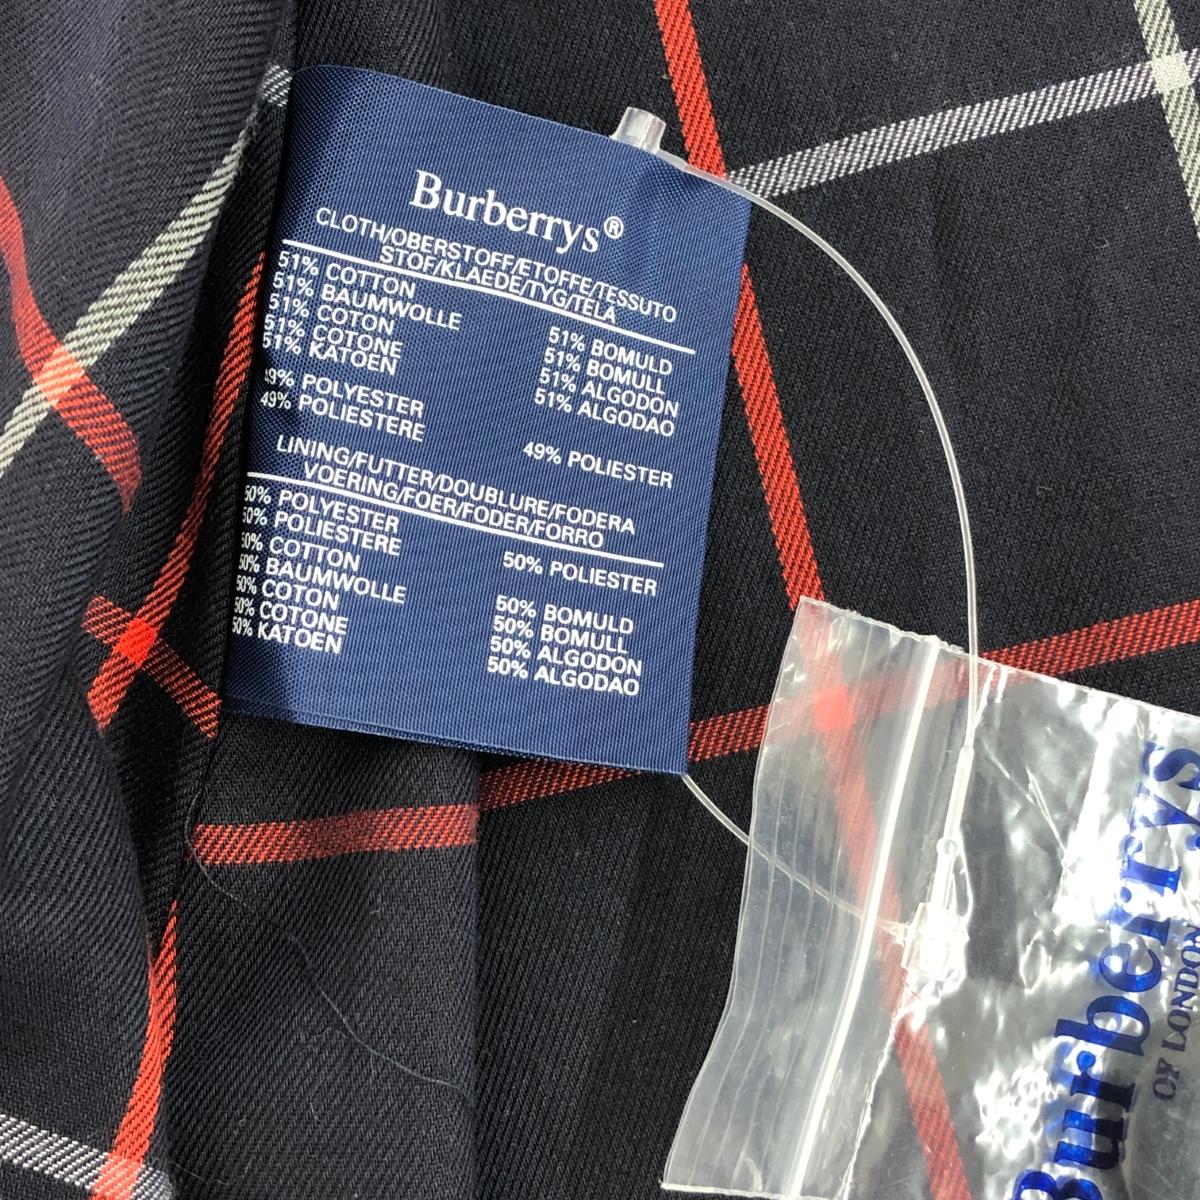 Burberrys®
CLOTH/OBERSTOFF/ETOFFE/TESSUTO
STOF/KLAEDE/TYG/TELA
51% COTTON
51% BAUMWOLLE
51% COTON
51% COTONE
51% KATOEN
51% BOMULD
51% BOMULL
51% ALGODON
51% ALGODAO
49% POLYESTER
49% POLIESTERE
49% POLIESTER
LINING/FUTTER/DOUBLURE/FODERA
VOERING/FOER/FODER/FORRO
50% POLYESTER
50% POLIESTERE
50% COTTON
50% BAUMWOLLE
50% COTON
50% COTONE
50% KATOEN
50% POLIESTER
50% BOMULD
50% BOMULL
50% ALGODON
50% ALGODAO
Burberrys
OF LONDON